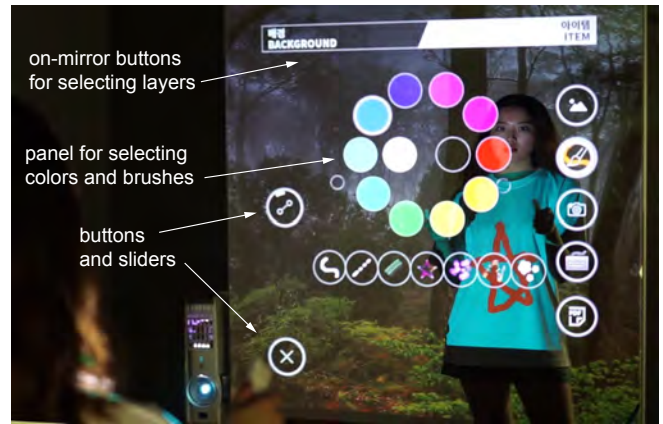 배경
BACKGROUND
아이템
ITEM
on-mirror buttons
for selecting layers
panel for selecting
colors and brushes
buttons
and sliders
PDF